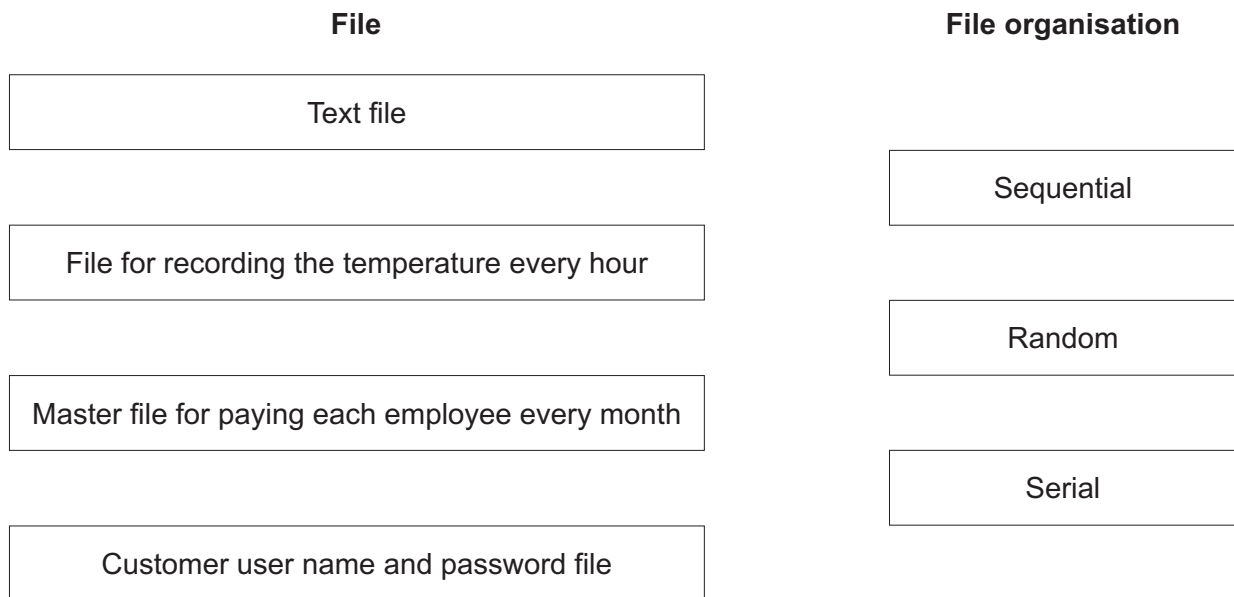 File
File organisation
Text file
Sequential
File for recording the temperature every hour
Random
Master file for paying each employee every month
Serial
Customer user name and password file